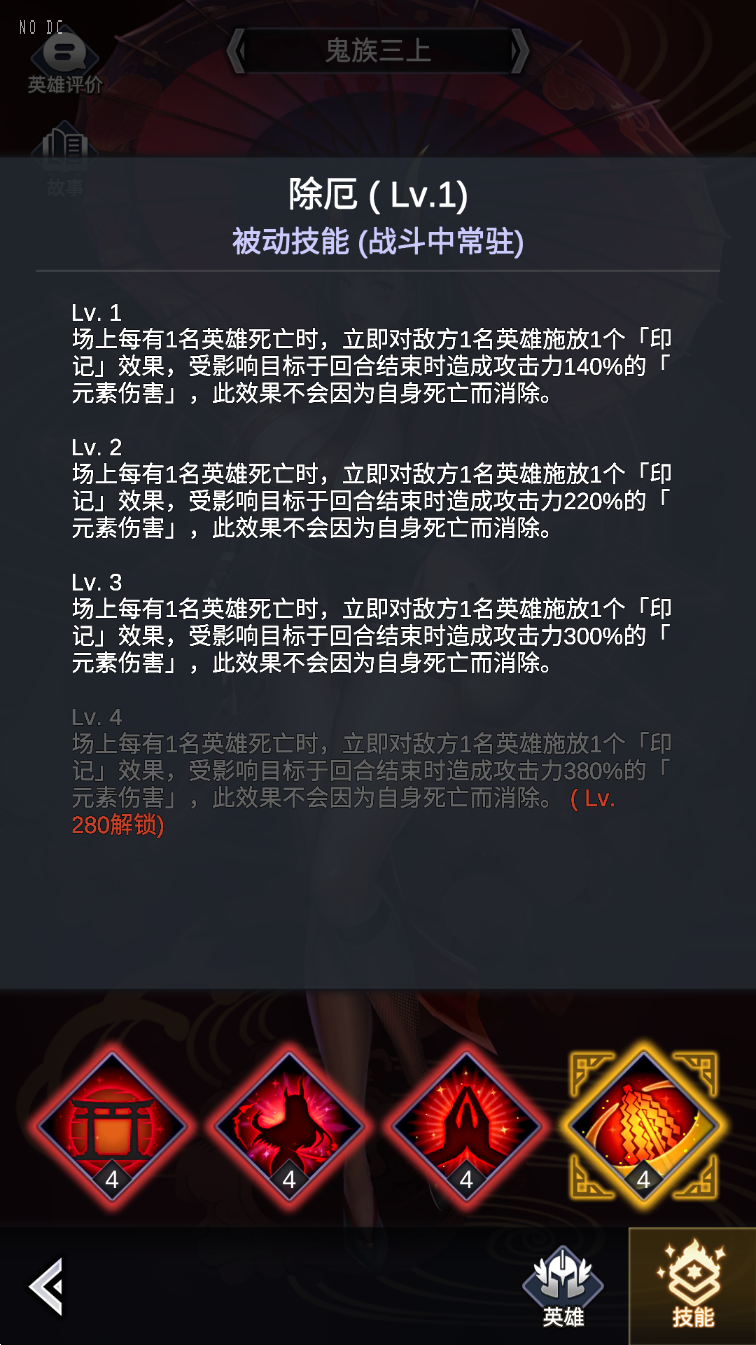 NO DC
英雄评价
鬼族三上
故事
除厄 ( Lv.1)
被动技能 (战斗中常驻)
Lv. 1
场上每有1名英雄死亡时，立即对敌方1名英雄施放1个「印
记」效果，受影响目标于回合结束时造成攻击力140%的「
元素伤害」，此效果不会因为自身死亡而消除。
Lv. 2
场上每有1名英雄死亡时，立即对敌方1名英雄施放1个「印
记」效果，受影响目标于回合结束时造成攻击力220%的「
元素伤害」，此效果不会因为自身死亡而消除。
Lv. 3
场上每有1名英雄死亡时，立即对敌方1名英雄施放1个「印
记」效果，受影响目标于回合结束时造成攻击力300%的「
元素伤害」，此效果不会因为自身死亡而消除。
Lv. 4
场上每有1名英雄死亡时，立即对敌方1名英雄施放1个「印
记」效果，受影响目标于回合结束时造成攻击力380%的「
元素伤害」，此效果不会因为自身死亡而消除。 ( Lv.
280解锁)
4 4 4 4
英雄
技能